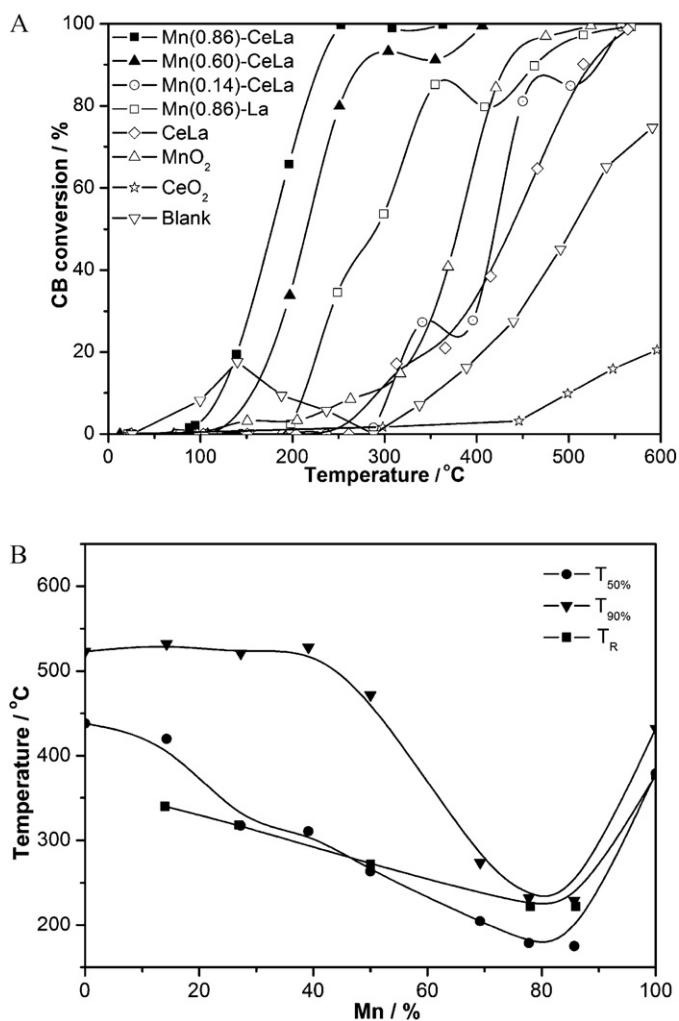 A
100
80
60
40
20
0
CB conversion / %
Mn(0.86)-CeLa
Mn(0.60)-CeLa
Mn(0.14)-CeLa
Mn(0.86)-La
CeLa
MnO₂
CeO₂
Blank
0 100 200 300 400 500 600
Temperature / °C
B
600
500
400
300
200
Temperature / °C
T50%
T90%
TR
0 20 40 60 80 100
Mn / %